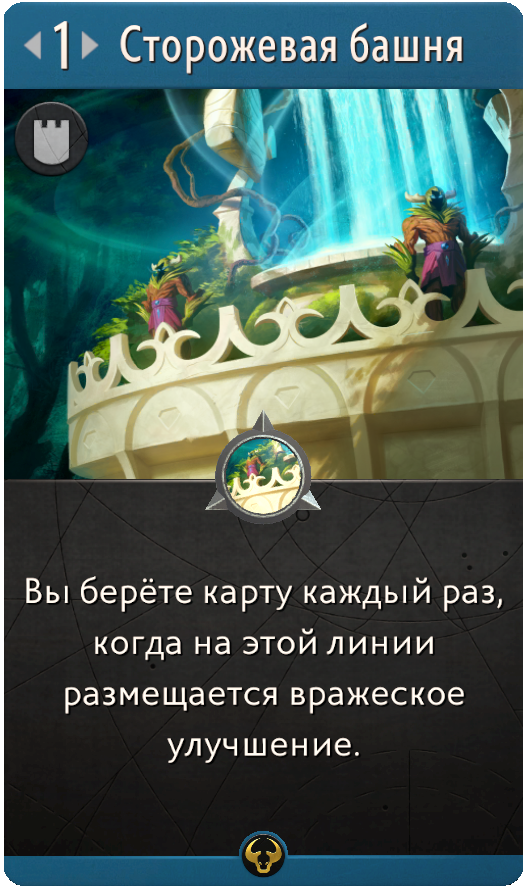 1 Сторожевая башня
Вы берёте карту каждый раз,
когда на этой линии
размещается вражеское
улучшение.